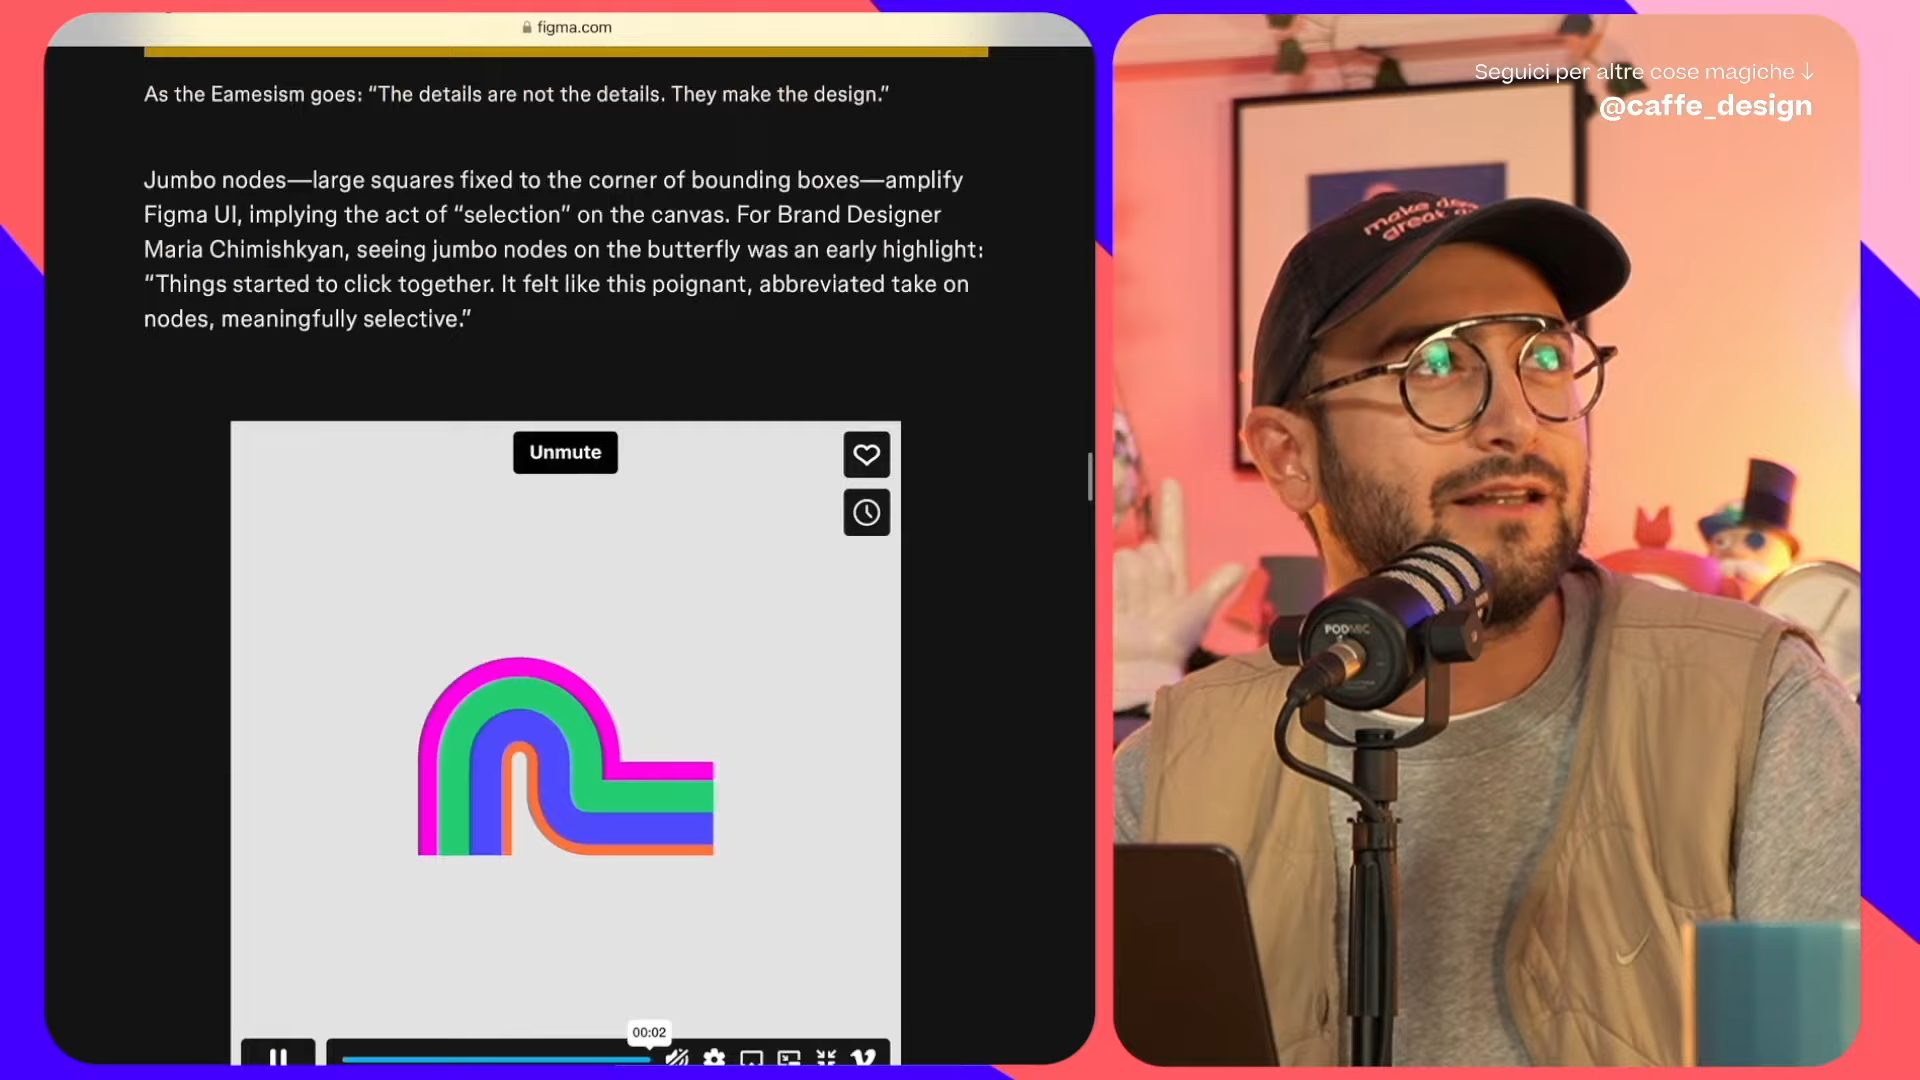 figma.com
As the Eamesism goes: “The details are not the details. They make the design.”
Jumbo nodes—large squares fixed to the corner of bounding boxes—amplify
Figma UI, implying the act of “selection” on the canvas. For Brand Designer
Maria Chimishkyan, seeing jumbo nodes on the butterfly was an early highlight:
“Things started to click together. It felt like this poignant, abbreviated take on
nodes, meaningfully selective.”
Unmute
00:02
Seguici per altre cose magiche ↓
@caffe_design
make
great
PODMIC